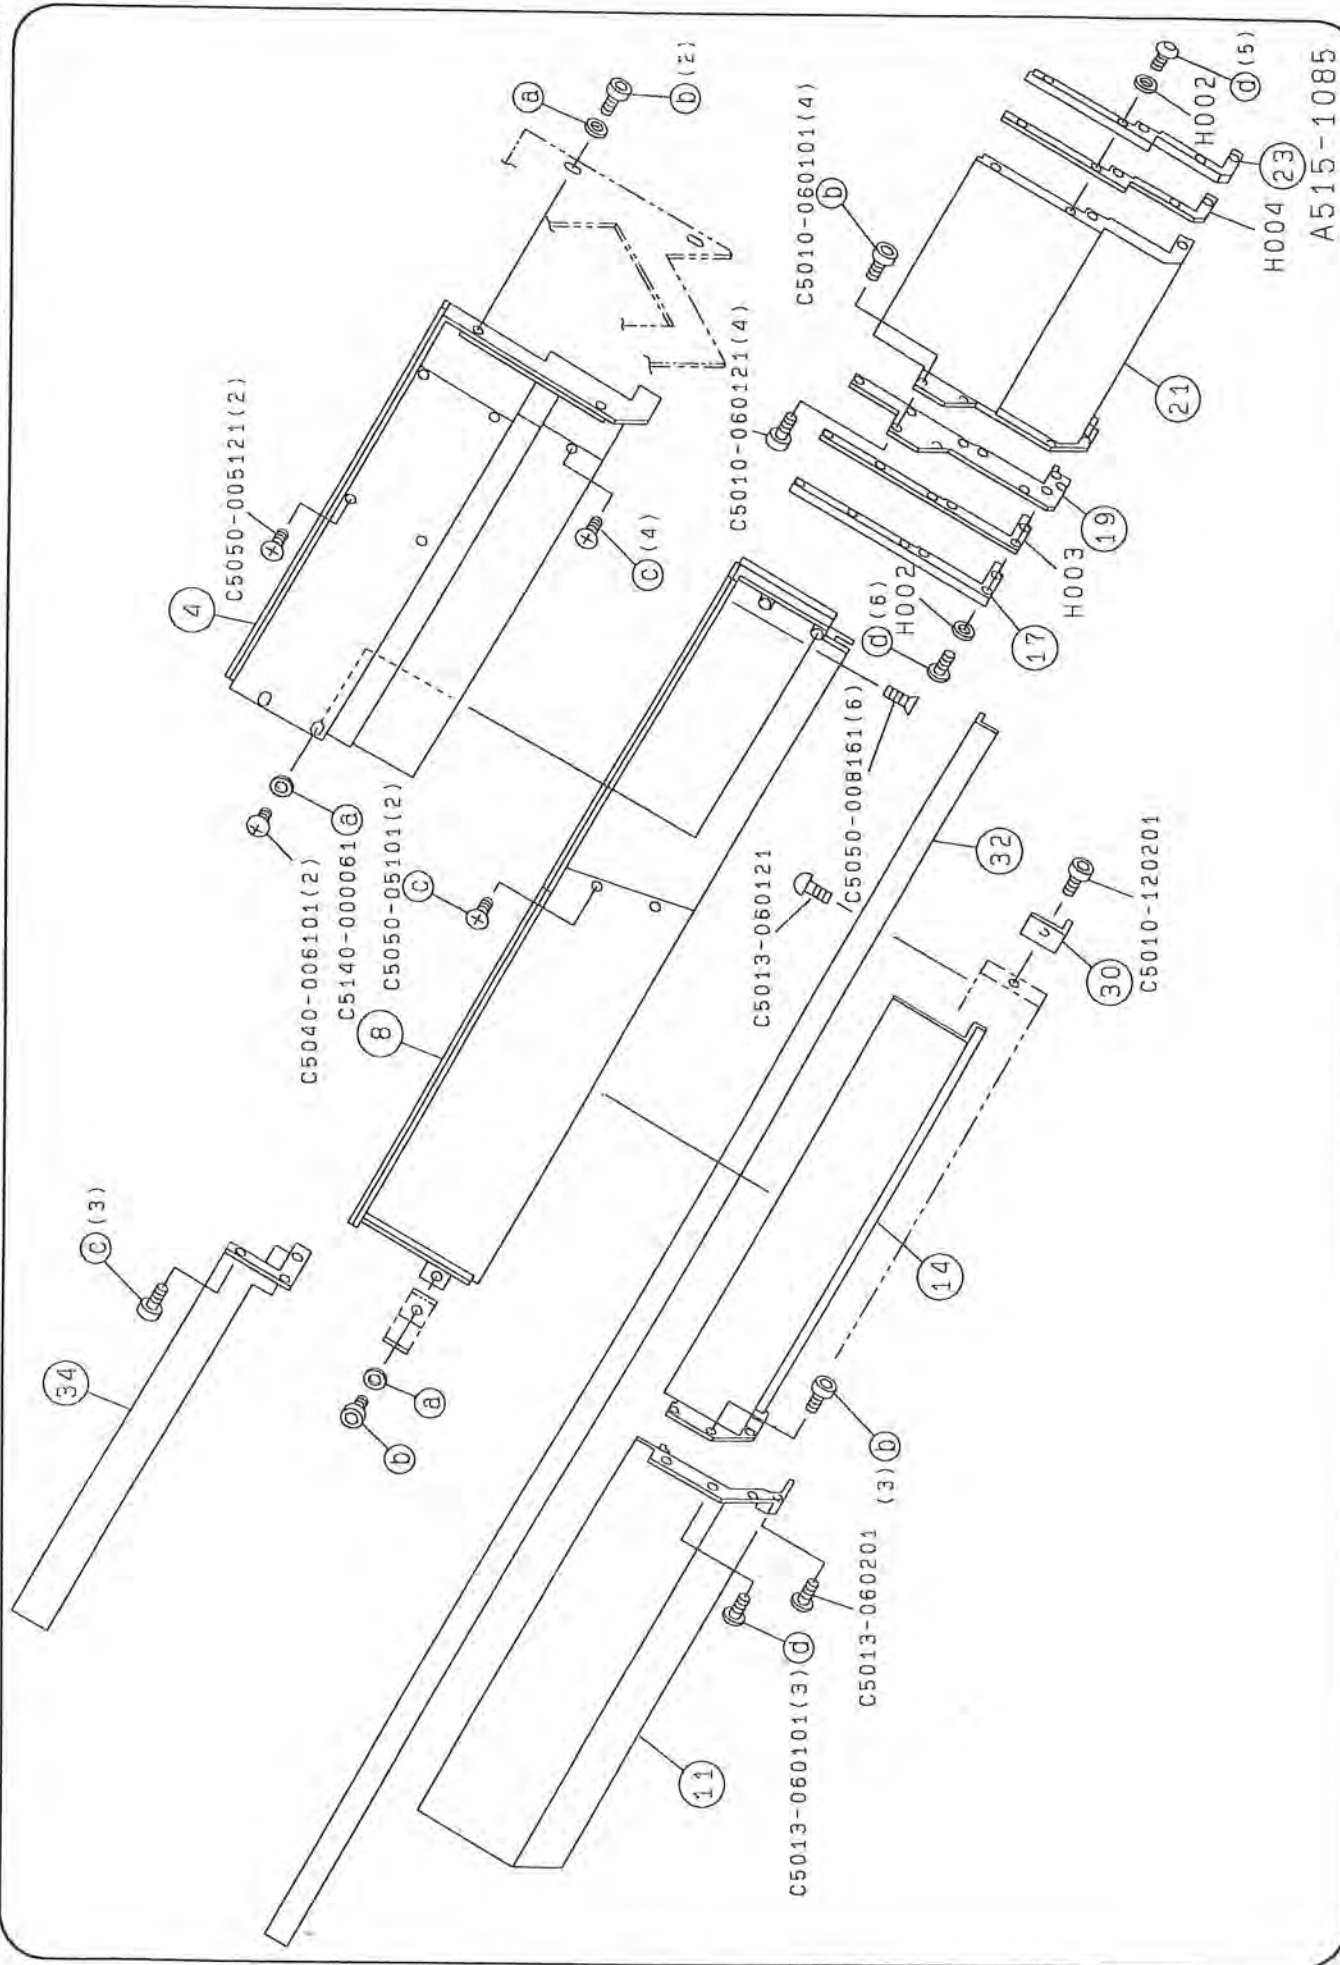 34
C (3)
4
C5050-005121(2)
a
b (2)
b
a
C5040-006101(2)
C5140-000061 a
8
C5050-05101(2)
C
C (4)
C5010-060121(4)
C5010-060101(4)
b
H002
d (5)
23
H004
21
19
H003
17
d (6)
H002
C5050-008161(6)
C5013-060121
32
30
C5010-120201
14
(3) b
C5013-060201
C5013-060101(3) d
11
A515-1085